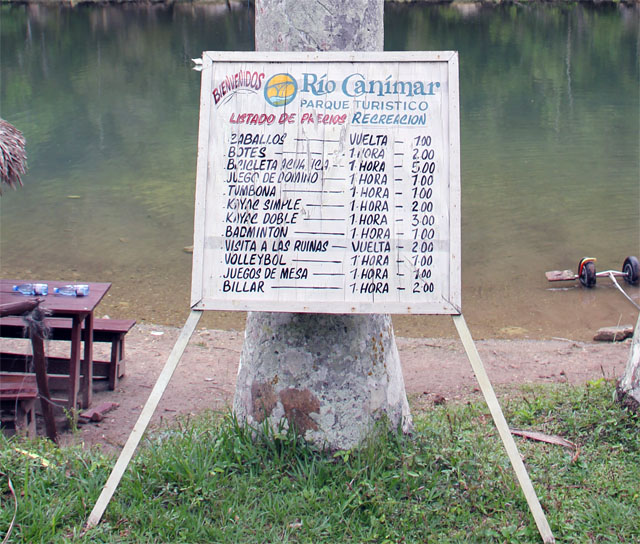 BIENVENIDOS Río Canímar
PARQUE TURISTICO
LISTADO DE PRECIOS RECREACION
CABALLOS VUELTA - 1.00
BOTES 1 HORA - 2.00
BICICLETA ACUATICA - 1 HORA - 5.00
JUEGO DE DOMINO 1 HORA - 1.00
TUMBONA 1 HORA - 1.00
KAYAC SIMPLE 1 HORA - 2.00
KAYAC DOBLE 1 HORA - 3.00
BADMINTON 1 HORA - 1.00
VISITA A LAS RUINAS - VUELTA - 2.00
VOLLEYBOL 1 HORA - 1.00
JUEGOS DE MESA 1 HORA - 1.00
BILLAR 1 HORA - 2.00